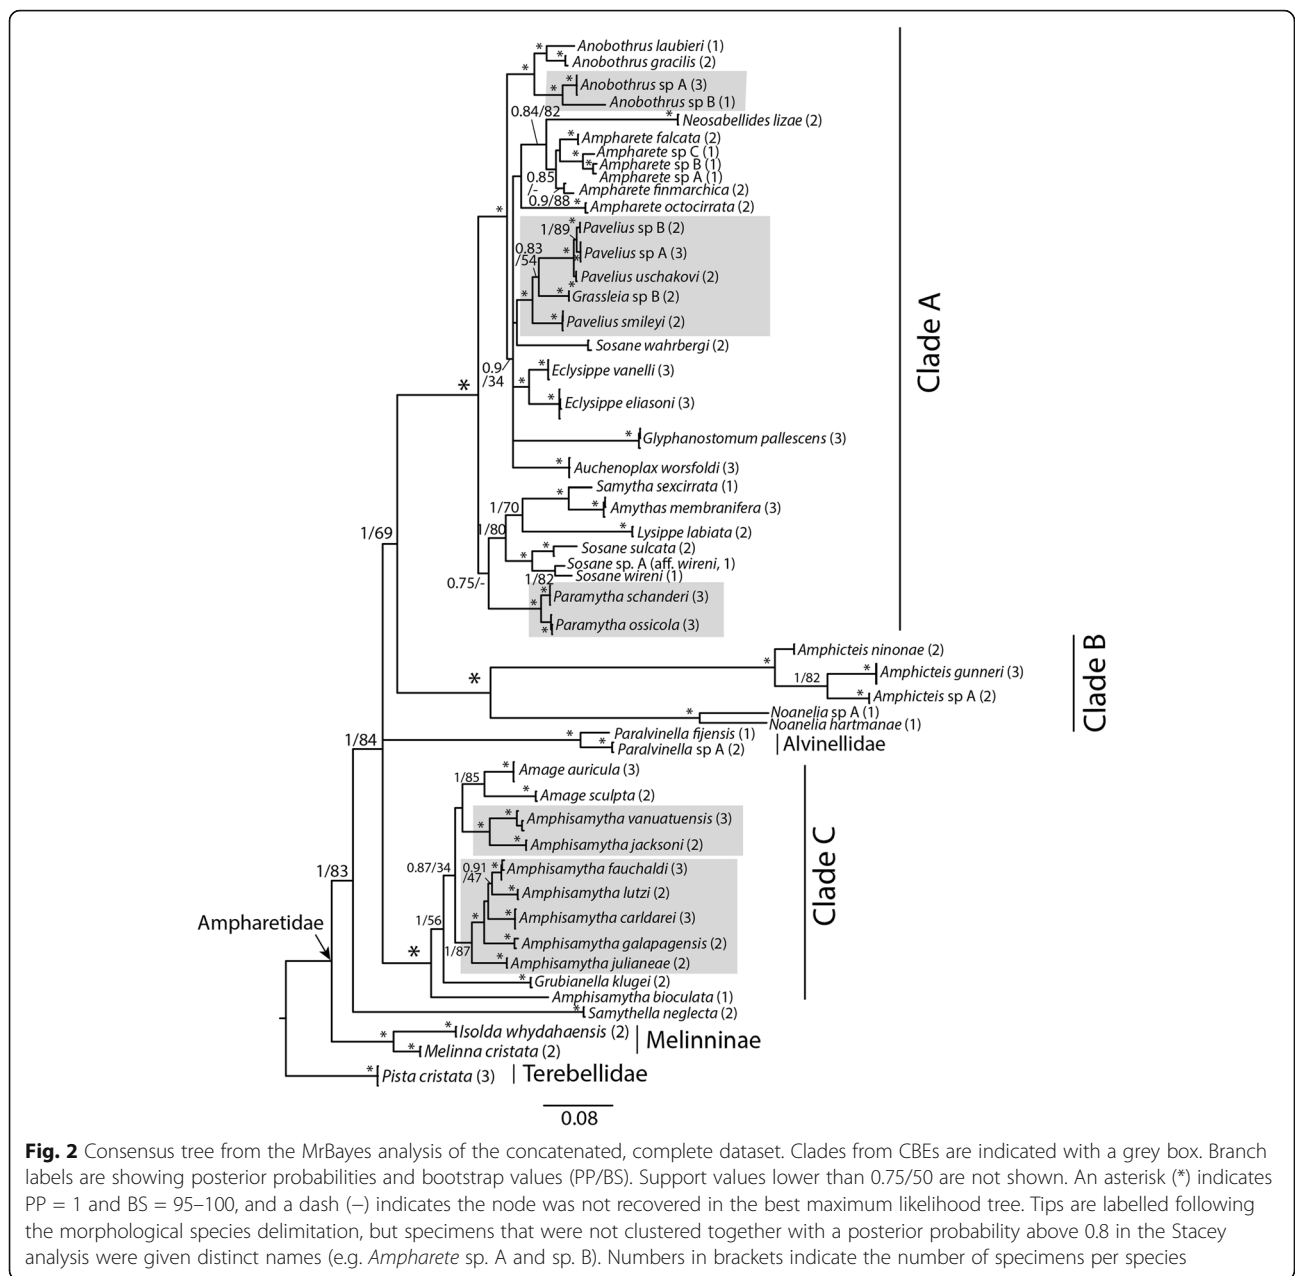 *
Anobothrus laubieri (1)
*
Anobothrus gracilis (2)
*
*
Anobothrus sp A (3)
*
Anobothrus sp B (1)
0.84/82
*
Neosabellides lizae (2)
*
Ampharete falcata (2)
*
Ampharete sp C (1)
*
Ampharete sp B (1)
0.85
/-
Ampharete sp A (1)
0.9/88
Ampharete finmarchica (2)
*
Ampharete octocirrata (2)
*
1/89
*
Pavelius sp B (2)
0.83
/54
*
*
Pavelius sp A (3)
*
Pavelius uschakovi (2)
*
*
Grassleia sp B (2)
*
Pavelius smileyi (2)
Sosane wahrbergi (2)
0.9
/34
*
*
Eclysippe vanelli (3)
*
Eclysippe eliasoni (3)
*
*
Glyphanostomum pallescens (3)
*
Auchenoplax worsfoldi (3)
*
Samytha sexcirrata (1)
1/70
*
Amythas membranifera (3)
1/80
*
Lysippe labiata (2)
*
*
Sosane sulcata (2)
Sosane sp. A (aff. wireni, 1)
1/82
Sosane wireni (1)
0.75/-
*
*
Paramytha schanderi (3)
*
Paramytha ossicola (3)
Clade A
1/69
*
*
Amphicteis ninonae (2)
1/82
*
Amphicteis gunneri (3)
*
Amphicteis sp A (2)
*
Noanelia sp A (1)
Noanelia hartmanae (1)
Clade B
1/84
*
Paralvinella fijensis (1)
*
Paralvinella sp A (2)
Alvinellidae
1/85
*
Amage auricula (3)
*
Amage sculpta (2)
*
*
Amphisamytha vanuatuensis (3)
*
Amphisamytha jacksoni (2)
0.87/34
0.91
/47
*
Amphisamytha fauchaldi (3)
*
Amphisamytha lutzi (2)
*
*
Amphisamytha carldarei (3)
1/56
*
Amphisamytha galapagensis (2)
*
1/87
*
Amphisamytha julianeae (2)
*
Grubianella klugei (2)
Amphisamytha bioculata (1)
Clade C
1/83
*
Samythella neglecta (2)
Ampharetidae
*
*
Isolda whydahaensis (2)
*
Melinna cristata (2)
Melinninae
*
Pista cristata (3)
Terebellidae
0.08
Fig. 2 Consensus tree from the MrBayes analysis of the concatenated, complete dataset. Clades from CBEs are indicated with a grey box. Branch
labels are showing posterior probabilities and bootstrap values (PP/BS). Support values lower than 0.75/50 are not shown. An asterisk (*) indicates
PP = 1 and BS = 95–100, and a dash (−) indicates the node was not recovered in the best maximum likelihood tree. Tips are labelled following
the morphological species delimitation, but specimens that were not clustered together with a posterior probability above 0.8 in the Stacey
analysis were given distinct names (e.g. Ampharete sp. A and sp. B). Numbers in brackets indicate the number of specimens per species